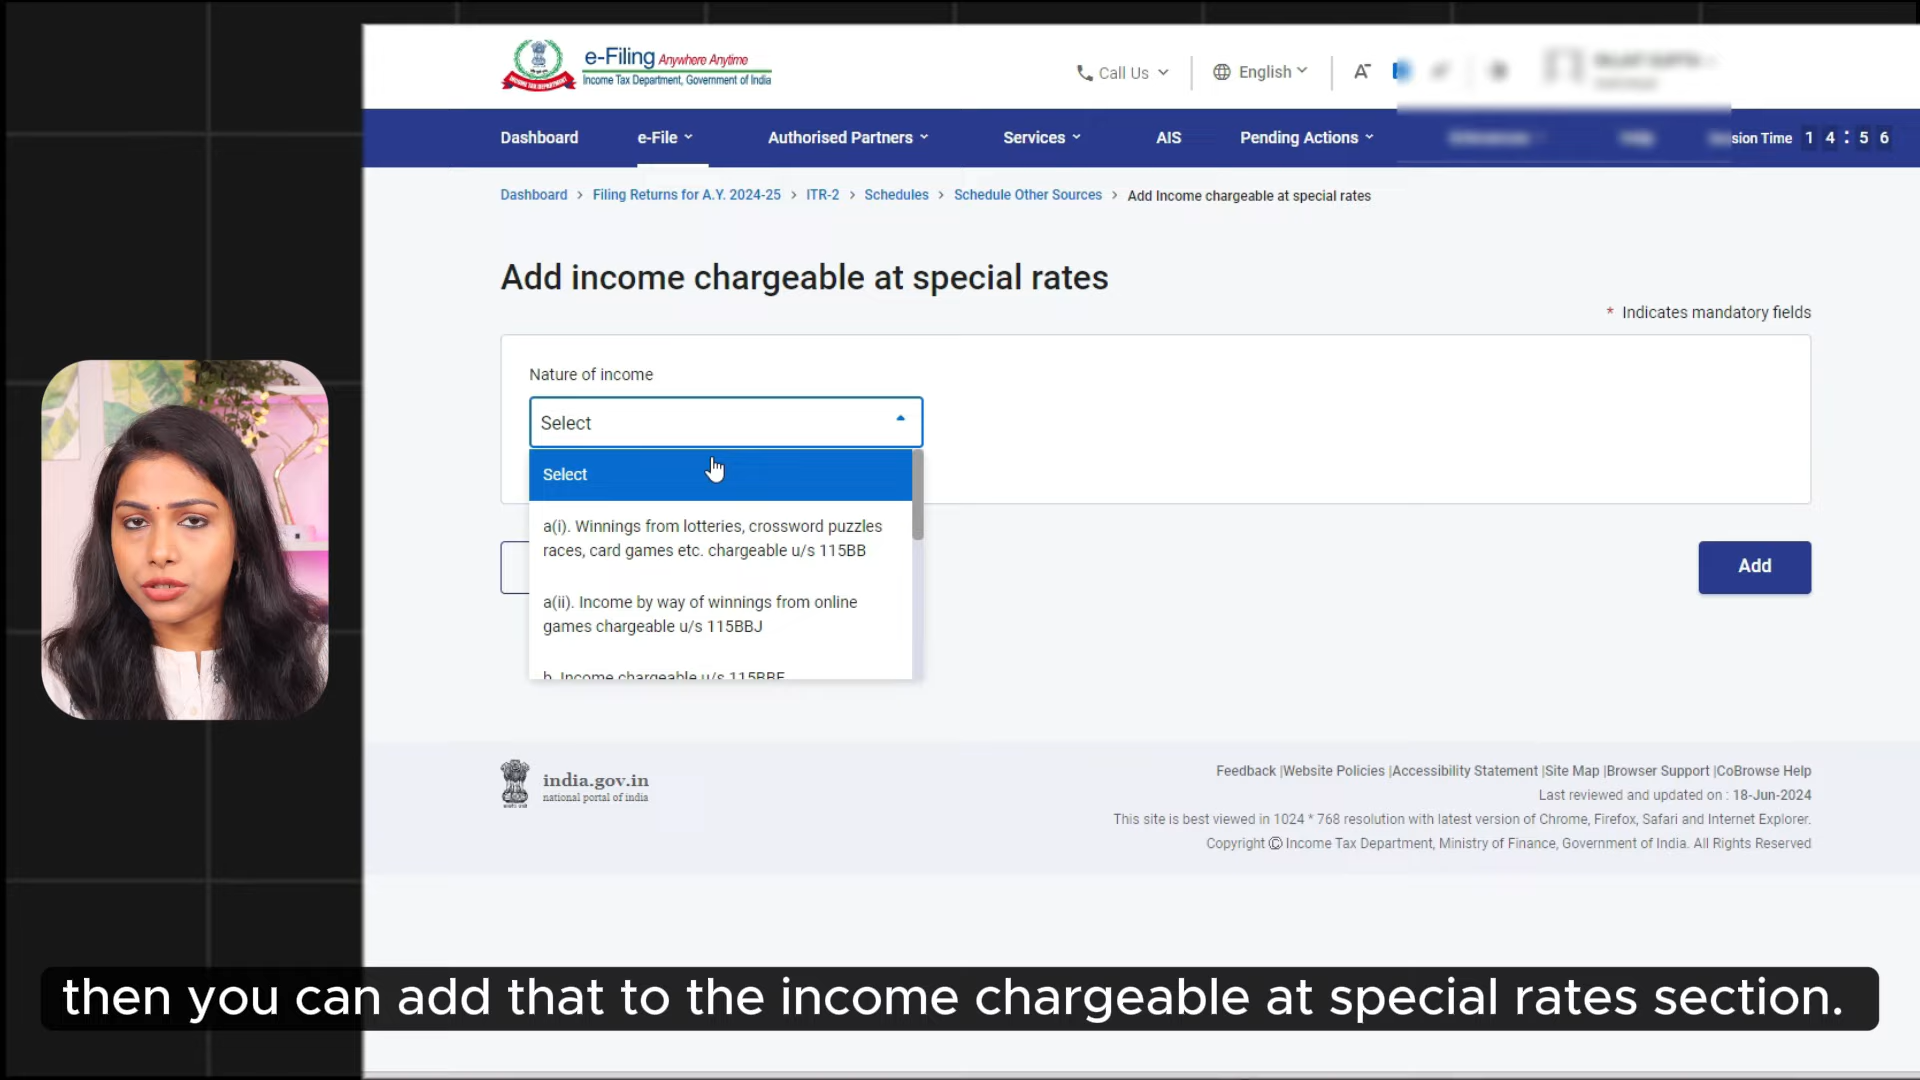 e-Filing Anywhere Anytime
Income Tax Department, Government of India
Call Us
English
A-
Dashboard
e-File
Authorised Partners
Services
AIS
Pending Actions
sion Time 1 4 : 5 6
Dashboard > Filing Returns for A.Y. 2024-25 > ITR-2 > Schedules > Schedule Other Sources > Add Income chargeable at special rates
Add income chargeable at special rates
* Indicates mandatory fields
Nature of income
Select
Select
a(i). Winnings from lotteries, crossword puzzles
races, card games etc. chargeable u/s 115BB
a(ii). Income by way of winnings from online
games chargeable u/s 115BBJ
b. Income chargeable u/s 115BBE
Add
india.gov.in
national portal of india
Feedback |Website Policies |Accessibility Statement |Site Map |Browser Support |CoBrowse Help
Last reviewed and updated on : 18-Jun-2024
This site is best viewed in 1024 * 768 resolution with latest version of Chrome, Firefox, Safari and Internet Explorer.
Copyright © Income Tax Department, Ministry of Finance, Government of India. All Rights Reserved
then you can add that to the income chargeable at special rates section.